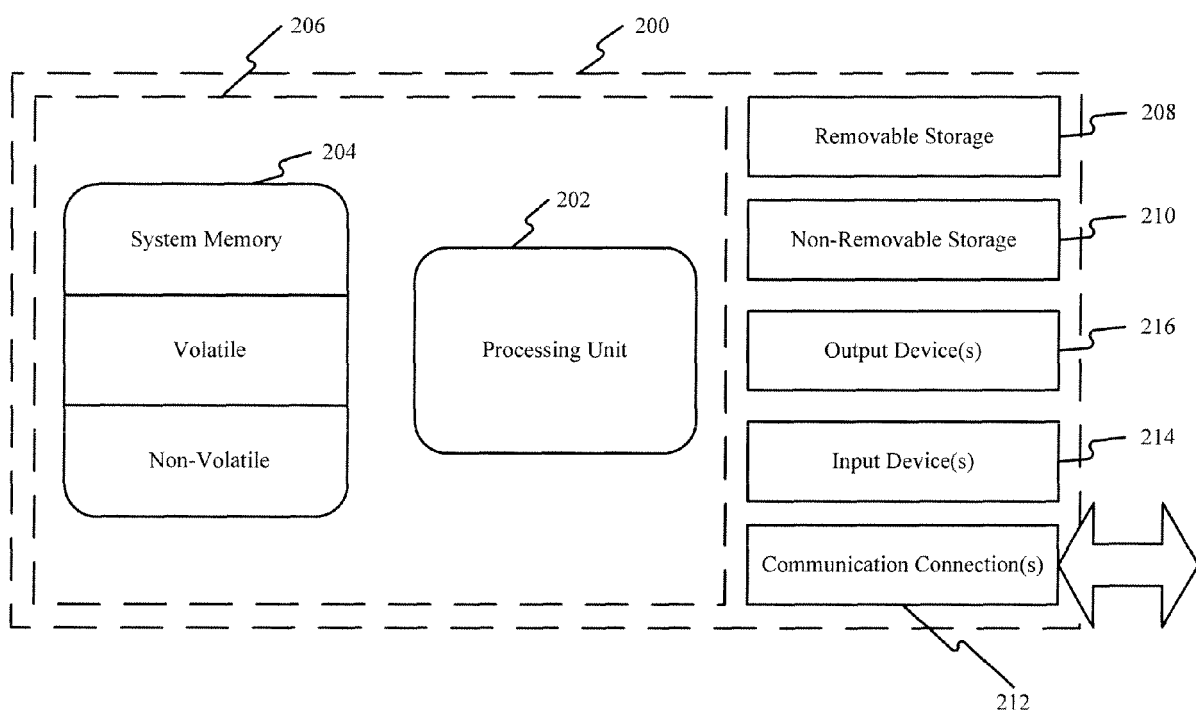 206
200
208
Removable Storage
204
202
210
System Memory
Non-Removable Storage
216
Volatile
Processing Unit
Output Device(s)
214
Non-Volatile
Input Device(s)
Communication Connection(s)
212